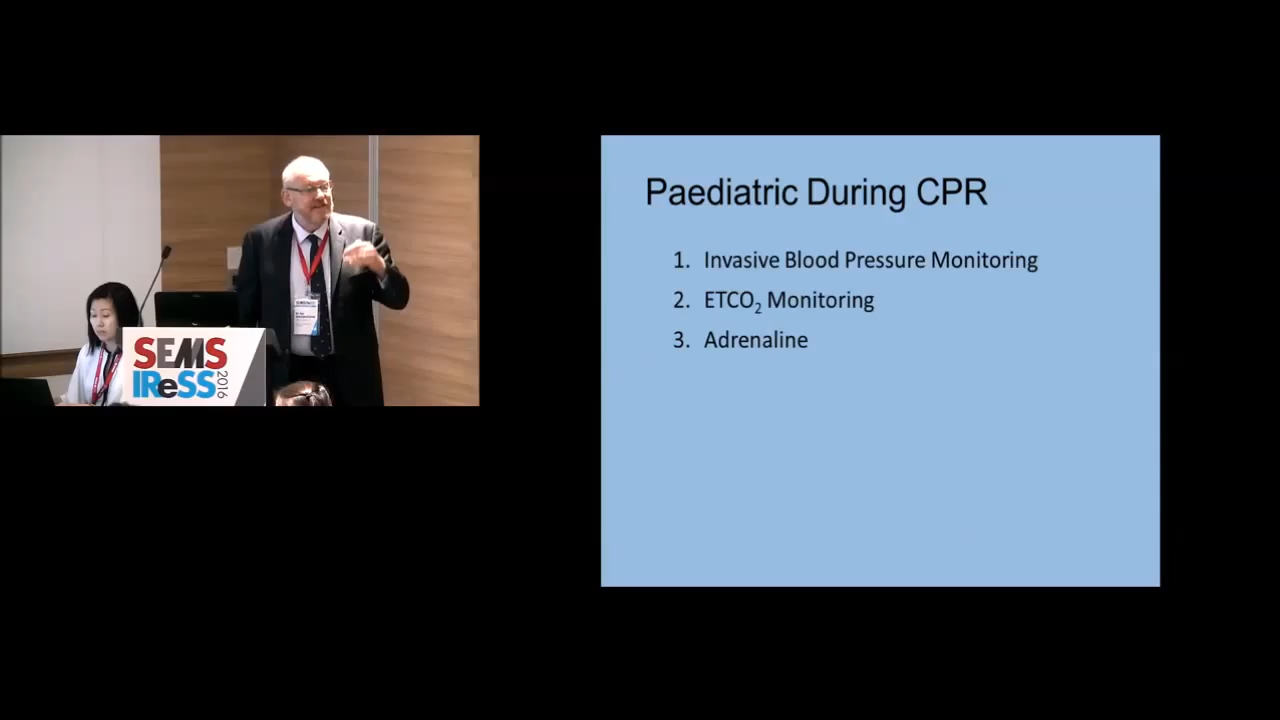 SEMS
IReSS
2016
Paediatric During CPR
1. Invasive Blood Pressure Monitoring
2. ETCO₂ Monitoring
3. Adrenaline